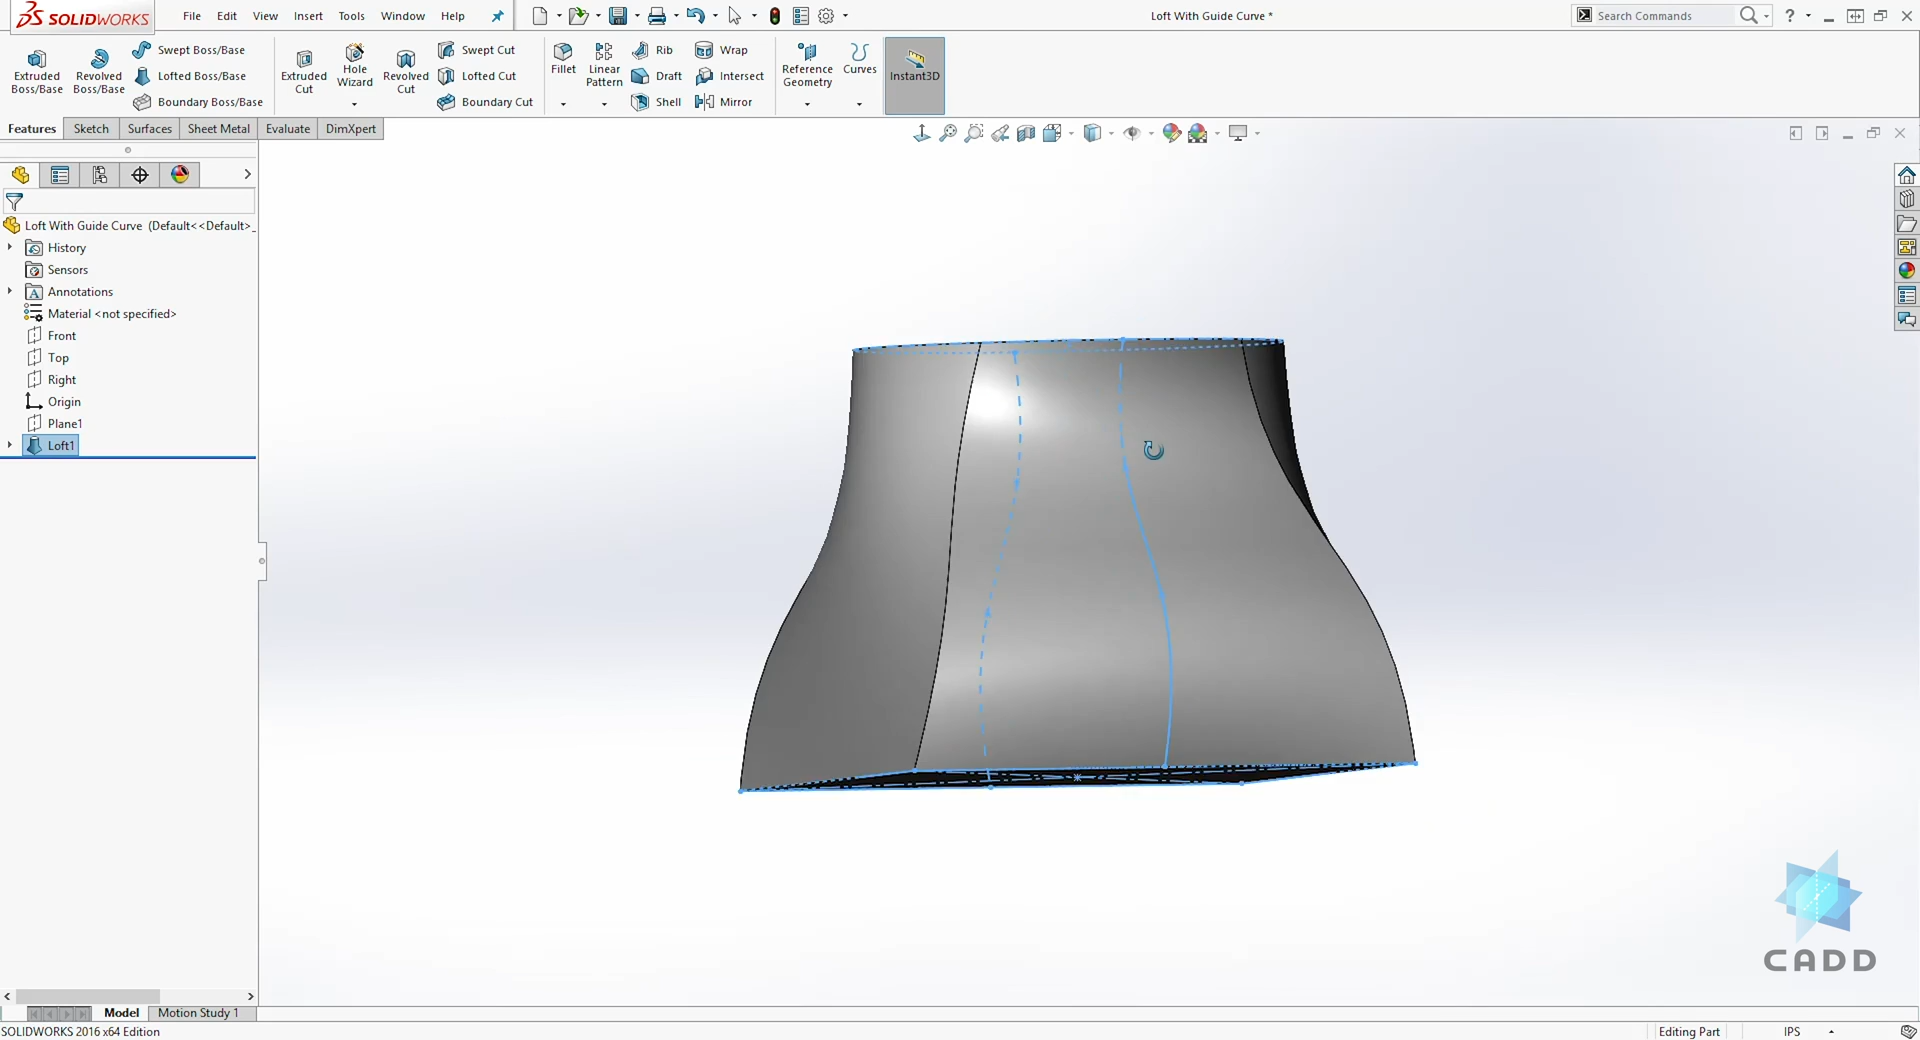 SOLIDWORKS
File Edit View Insert Tools Window Help
Loft With Guide Curve *
Search Commands
?
Extruded Boss/Base
Revolved Boss/Base
Swept Boss/Base
Lofted Boss/Base
Boundary Boss/Base
Extruded Cut
Hole Wizard
Revolved Cut
Swept Cut
Lofted Cut
Boundary Cut
Fillet
Linear Pattern
Rib
Draft
Shell
Wrap
Intersect
Mirror
Reference Geometry
Curves
Instant3D
Features Sketch Surfaces Sheet Metal Evaluate DimXpert
Loft With Guide Curve (Default<<Default>_
History
Sensors
Annotations
Material <not specified>
Front
Top
Right
Origin
Plane1
Loft1
CADD
Model Motion Study 1
SOLIDWORKS 2016 x64 Edition
Editing Part
IPS